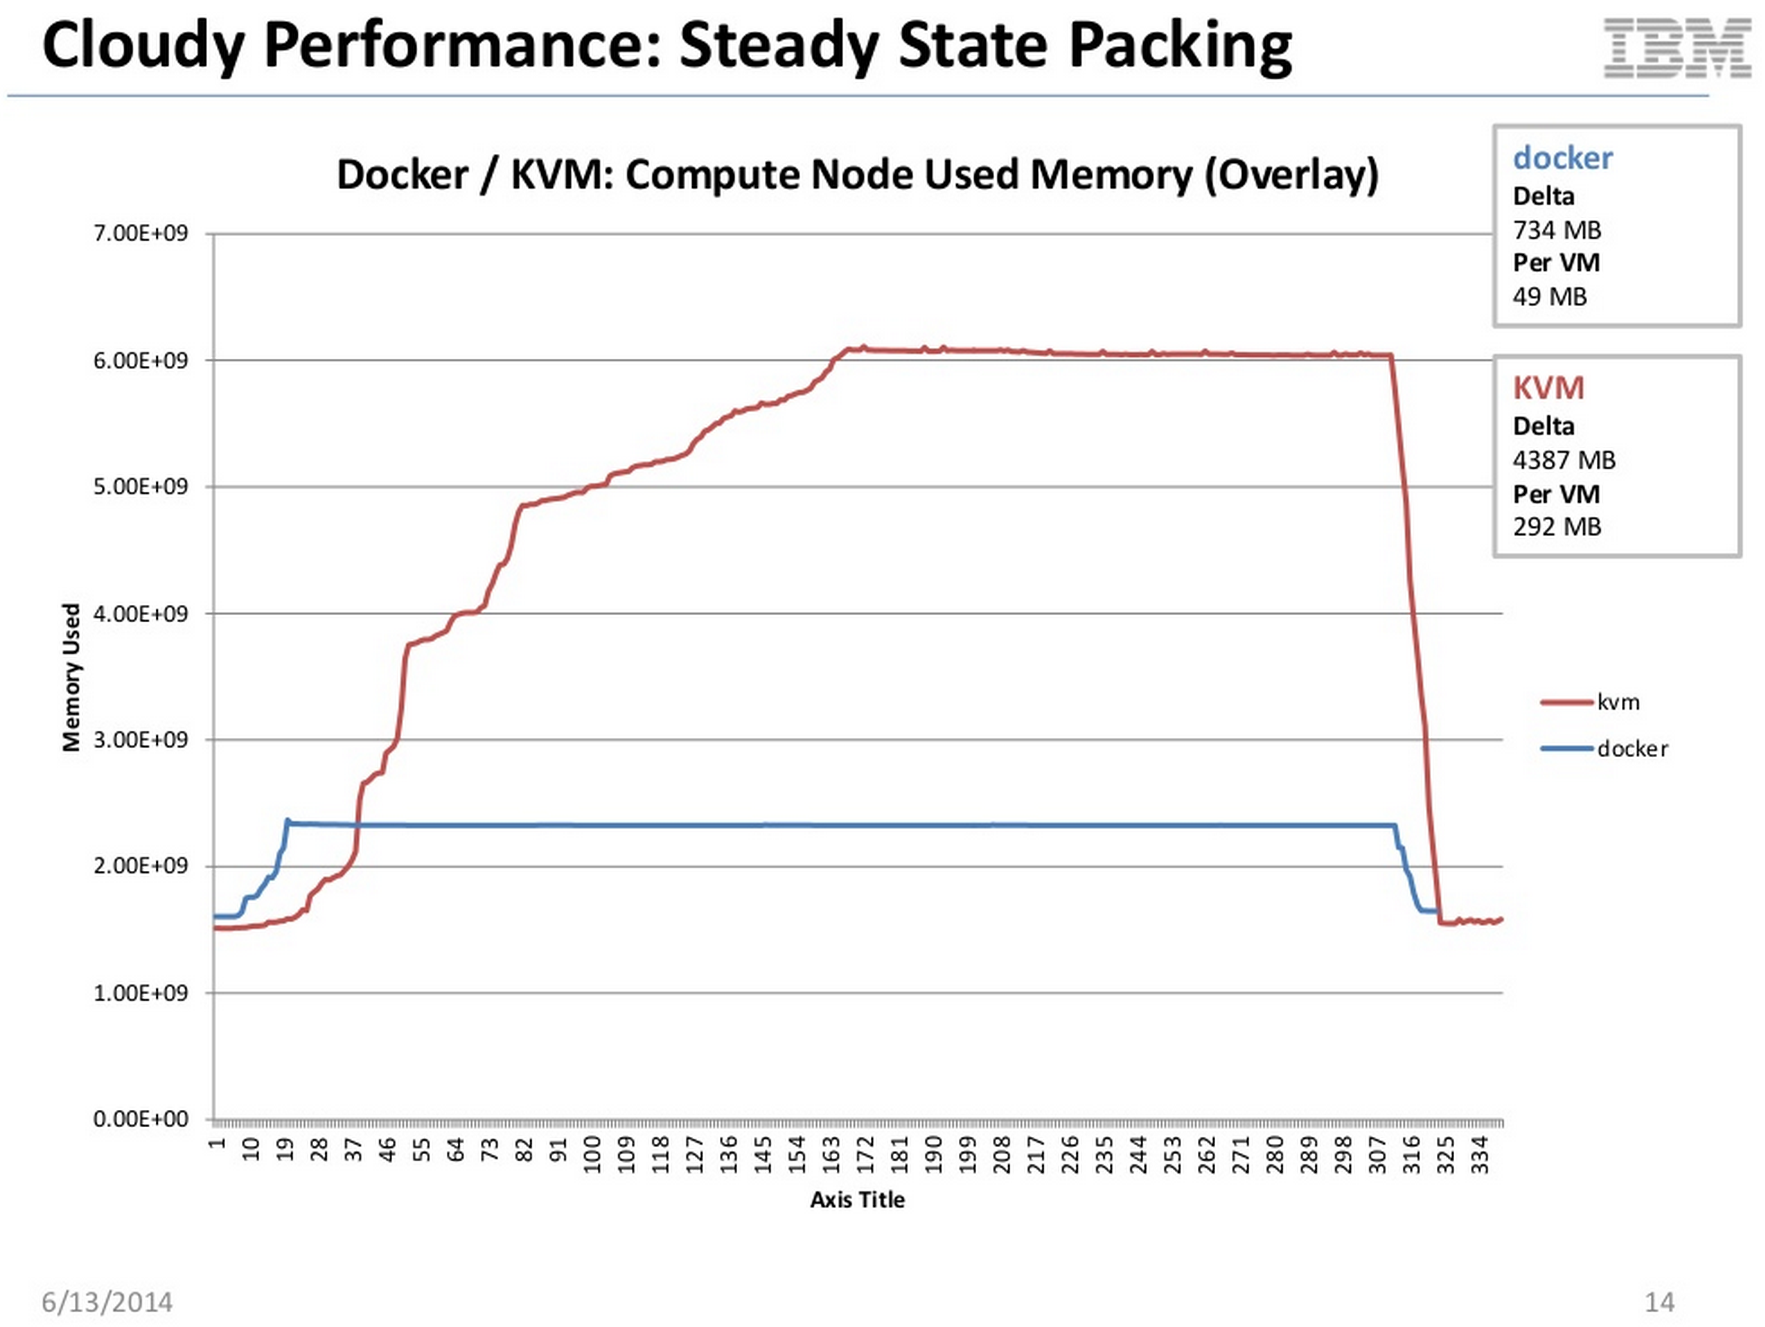 Cloudy Performance: Steady State Packing
IBM
Docker / KVM: Compute Node Used Memory (Overlay)
docker
Delta
734 MB
Per VM
49 MB
KVM
Delta
4387 MB
Per VM
292 MB
7.00E+09
6.00E+09
5.00E+09
4.00E+09
3.00E+09
2.00E+09
1.00E+09
0.00E+00
Memory Used
kvm
docker
1 10 19 28 37 46 55 64 73 82 91 100 109 118 127 136 145 154 163 172 181 190 199 208 217 226 235 244 253 262 271 280 289 298 307 316 325 334
Axis Title
6/13/2014
14